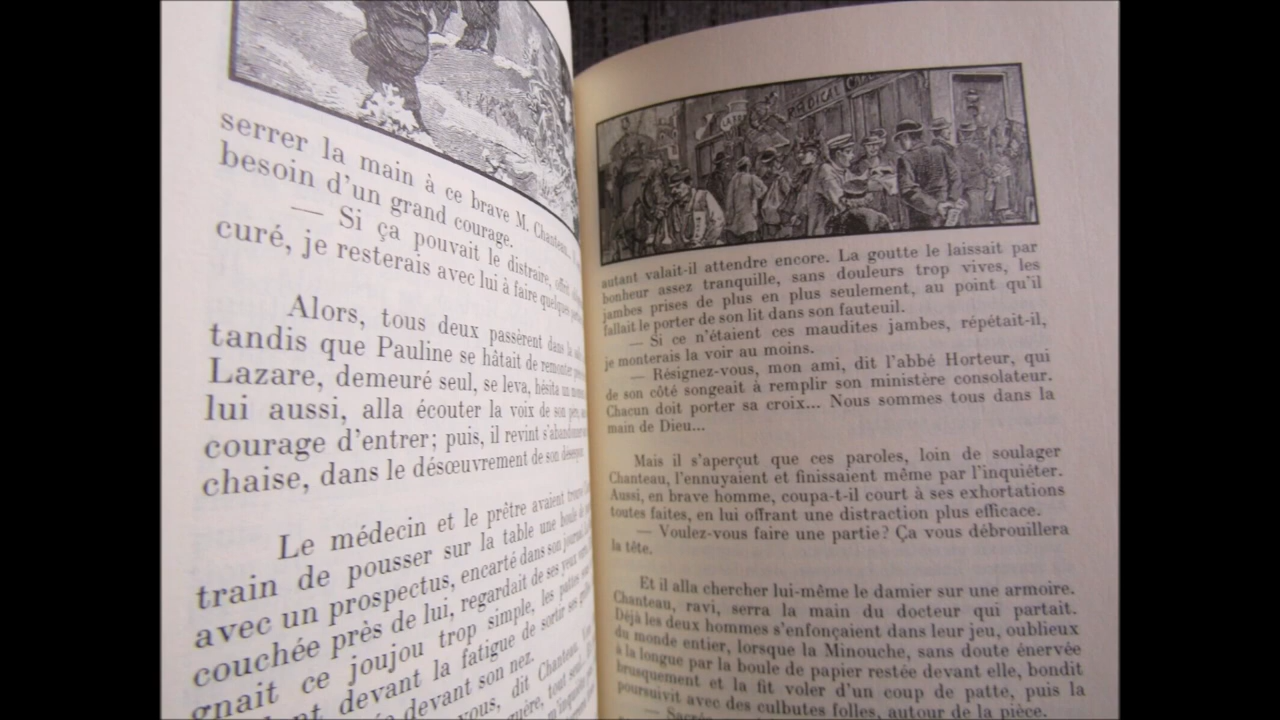 serrer la main à ce brave M. Chanteau...
besoin d'un grand courage.
— Si ça pouvait le distraire, offrit
curé, je resterais avec lui à faire quelques
Alors, tous deux passèrent dans la
tandis que Pauline se hâtait de remonter
Lazare, demeuré seul, se leva, hésita un
lui aussi, alla écouter la voix de son père,
courage d'entrer; puis, il revint s'abandonner
chaise, dans le désœuvrement de son désespoir
Le médecin et le prêtre avaient trouvé
train de pousser sur la table une boule de
avec un prospectus, encarté dans son journal.
couchée près de lui, regardait de ses yeux verts.
gnait ce joujou trop simple, les pattes sous
devant la fatigue de sortir ses griffes
devant son nez.
vous, dit Chanteau.
guère, tout seul...
RADICAL
autant valait-il attendre encore. La goutte le laissait par
bonheur assez tranquille, sans douleurs trop vives, les
jambes prises de plus en plus seulement, au point qu'il
fallait le porter de son lit dans son fauteuil.
— Si ce n'étaient ces maudites jambes, répétait-il,
je monterais la voir au moins.
— Résignez-vous, mon ami, dit l'abbé Horteur, qui
de son côté songeait à remplir son ministère consolateur.
Chacun doit porter sa croix... Nous sommes tous dans la
main de Dieu...
Mais il s'aperçut que ces paroles, loin de soulager
Chanteau, l'ennuyaient et finissaient même par l'inquiéter.
Aussi, en brave homme, coupa-t-il court à ses exhortations
toutes faites, en lui offrant une distraction plus efficace.
— Voulez-vous faire une partie? Ça vous débrouillera
la tête.
Et il alla chercher lui-même le damier sur une armoire.
Chanteau, ravi, serra la main du docteur qui partait.
Déjà les deux hommes s'enfonçaient dans leur jeu, oublieux
du monde entier, lorsque la Minouche, sans doute énervée
à la longue par la boule de papier restée devant elle, bondit
brusquement et la fit voler d'un coup de patte, puis la
poursuivit avec des culbutes folles, autour de la pièce.
— Sacrée